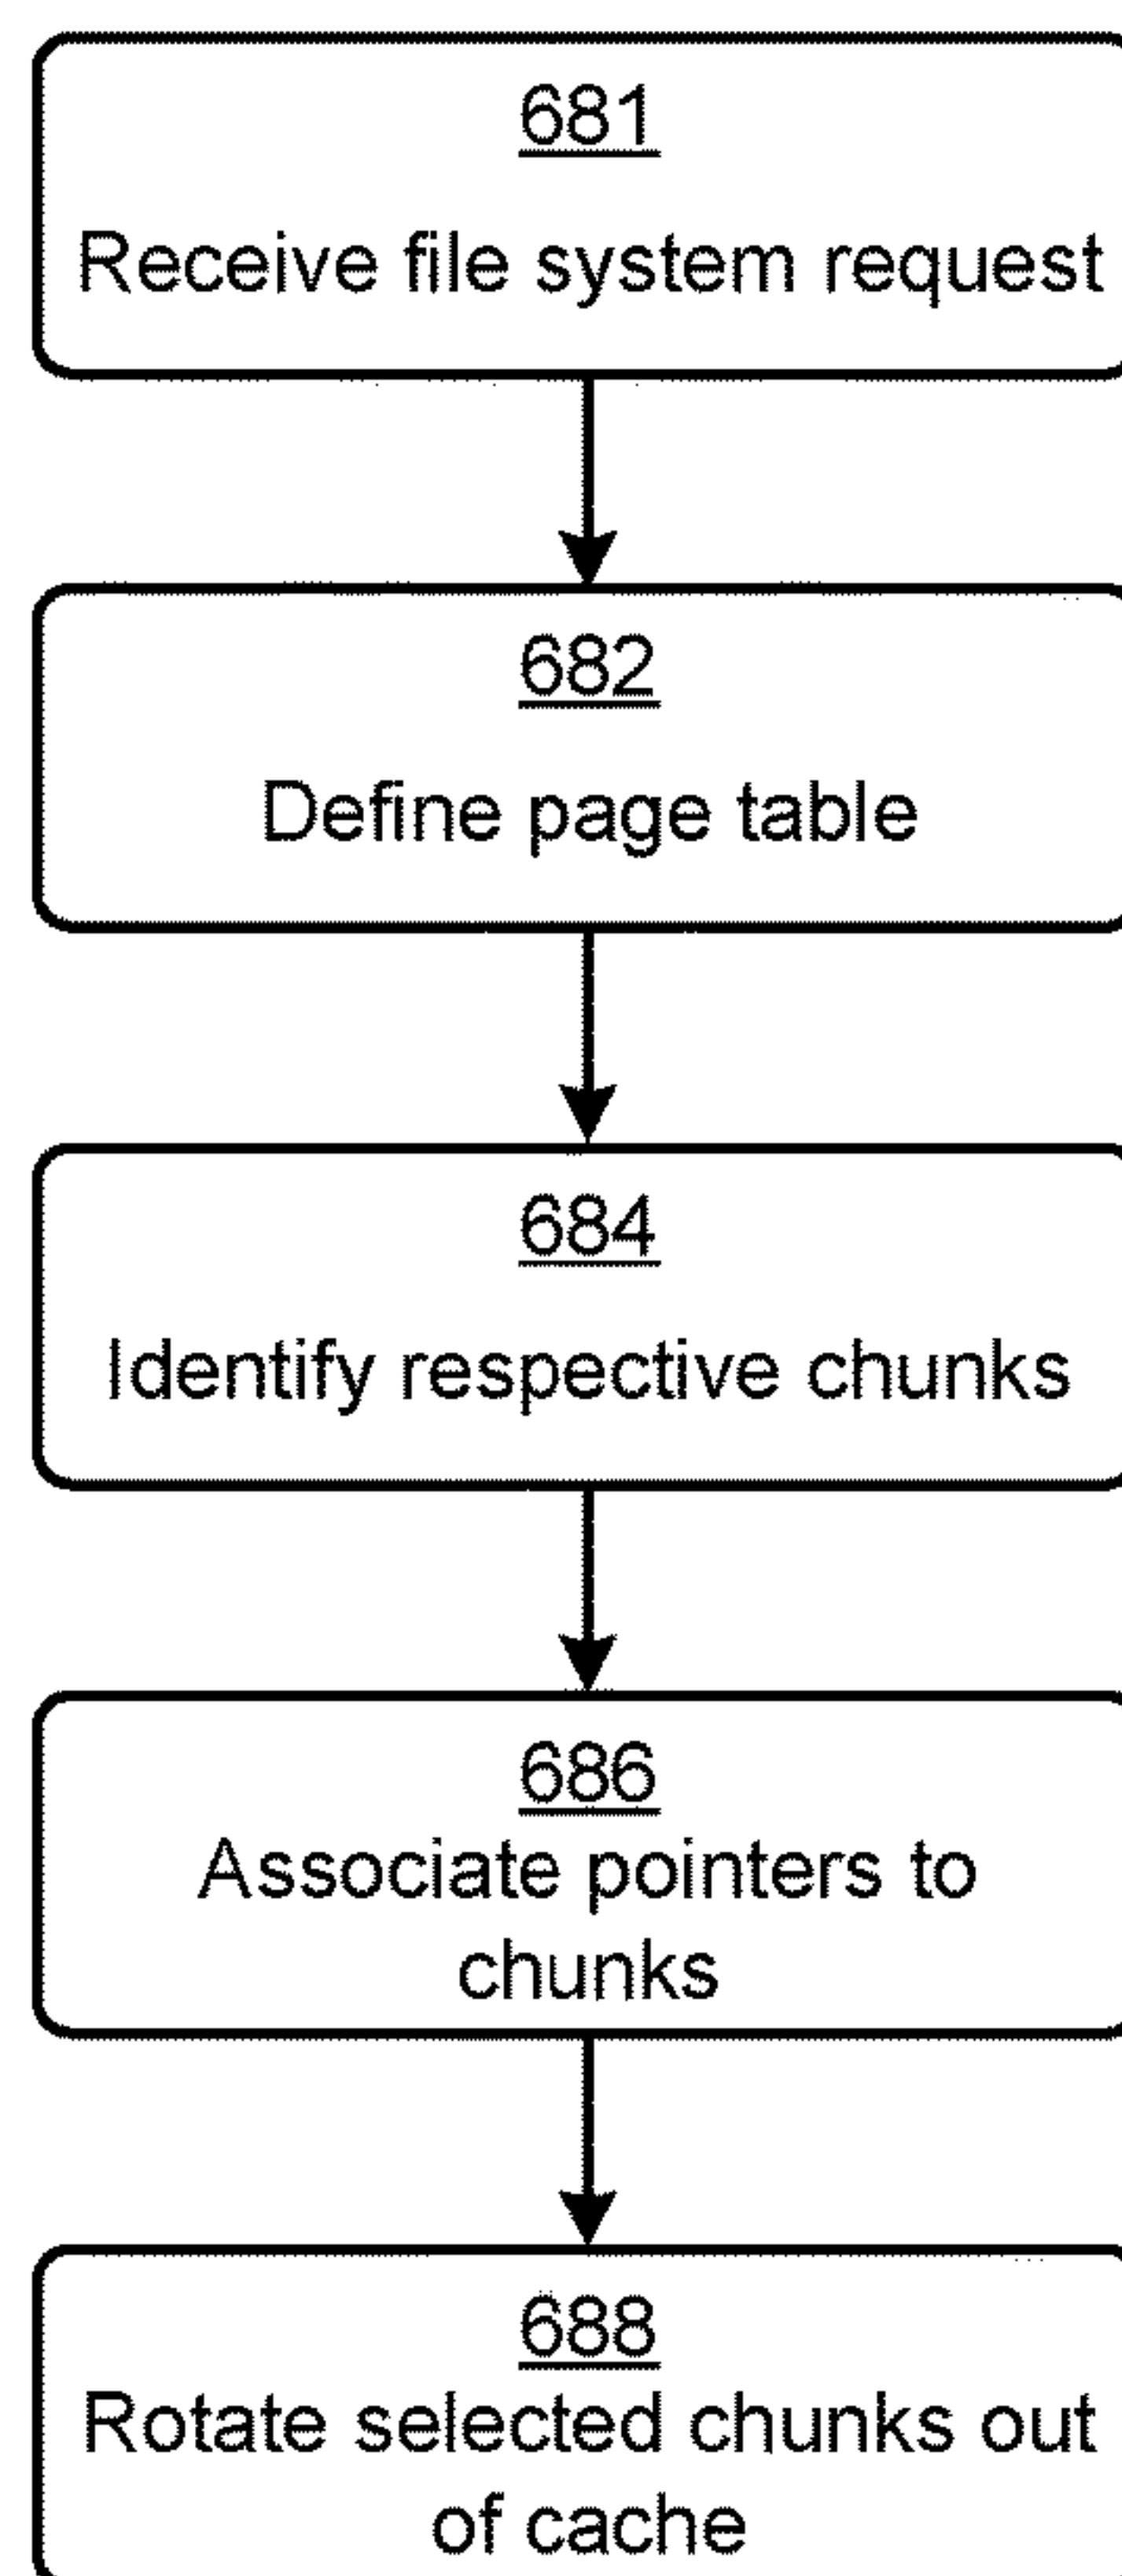 681
Receive file system request
682
Define page table
684
Identify respective chunks
686
Associate pointers to
chunks
688
Rotate selected chunks out
of cache